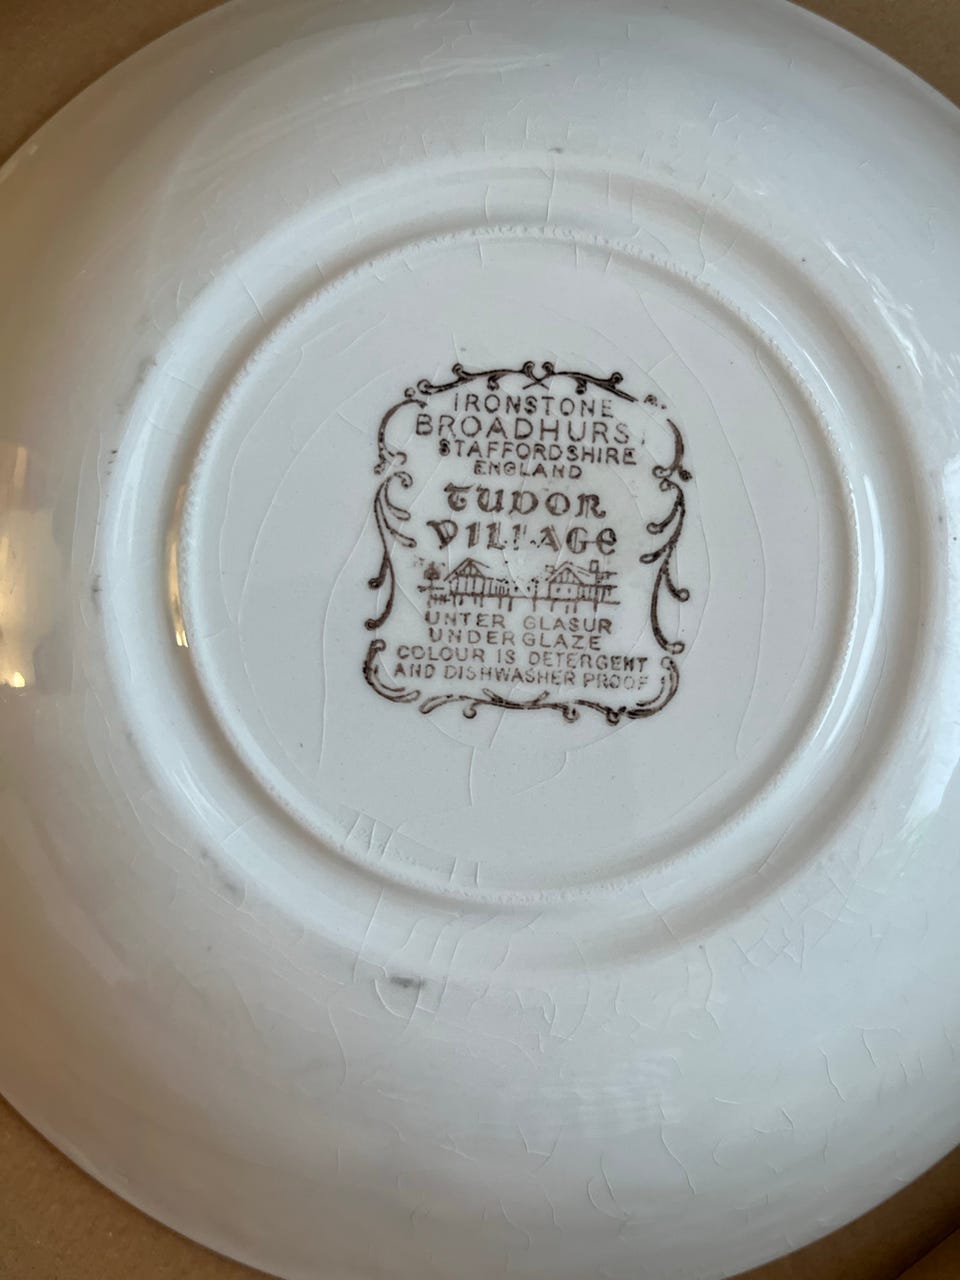 IRONSTONE
BROADHURST
STAFFORDSHIRE
ENGLAND
TUDOR
VILLAGE
UNTER GLASUR
UNDERGLAZE
COLOUR IS DETERGENT
AND DISHWASHER PROOF